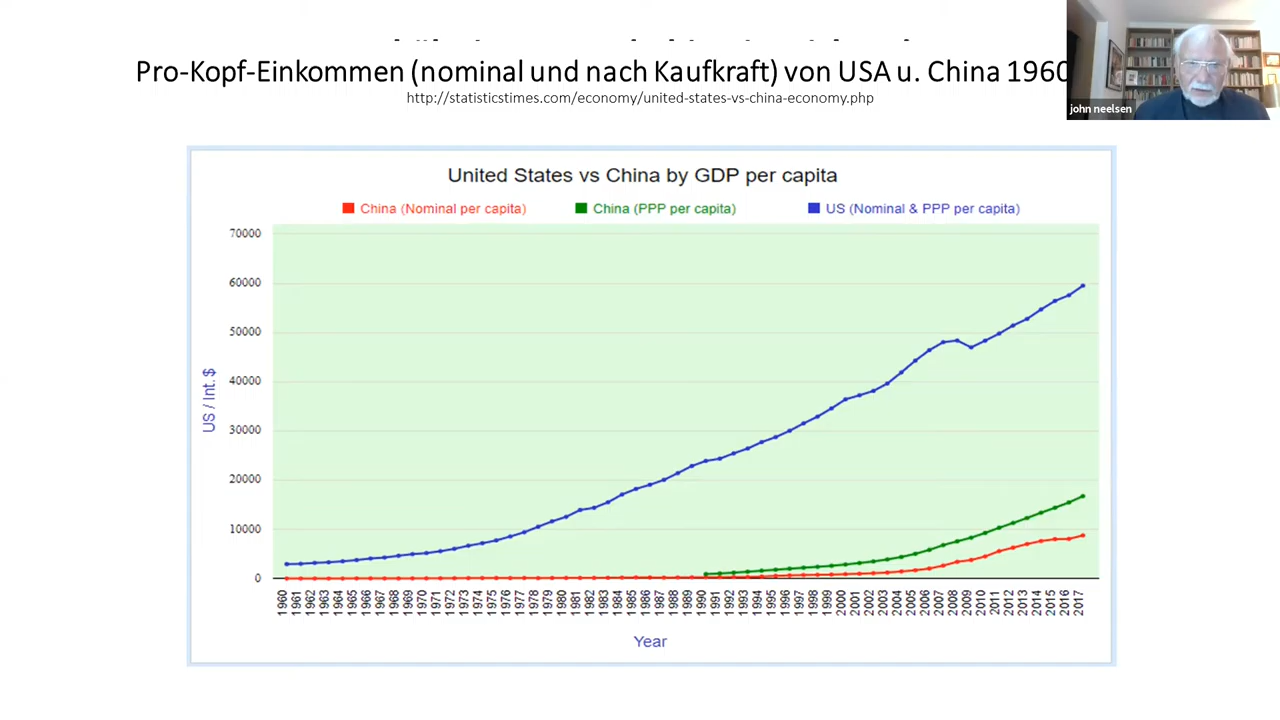 Pro-Kopf-Einkommen (nominal und nach Kaufkraft) von USA u. China 1960
http://statisticstimes.com/economy/united-states-vs-china-economy.php
john neelsen
United States vs China by GDP per capita
China (Nominal per capita) China (PPP per capita) US (Nominal & PPP per capita)
US / Int. $
70000
60000
50000
40000
30000
20000
10000
0
1960 1961 1962 1963 1964 1965 1966 1967 1968 1969 1970 1971 1972 1973 1974 1975 1976 1977 1978 1979 1980 1981 1982 1983 1984 1985 1986 1987 1988 1989 1990 1991 1992 1993 1994 1995 1996 1997 1998 1999 2000 2001 2002 2003 2004 2005 2006 2007 2008 2009 2010 2011 2012 2013 2014 2015 2016 2017
Year